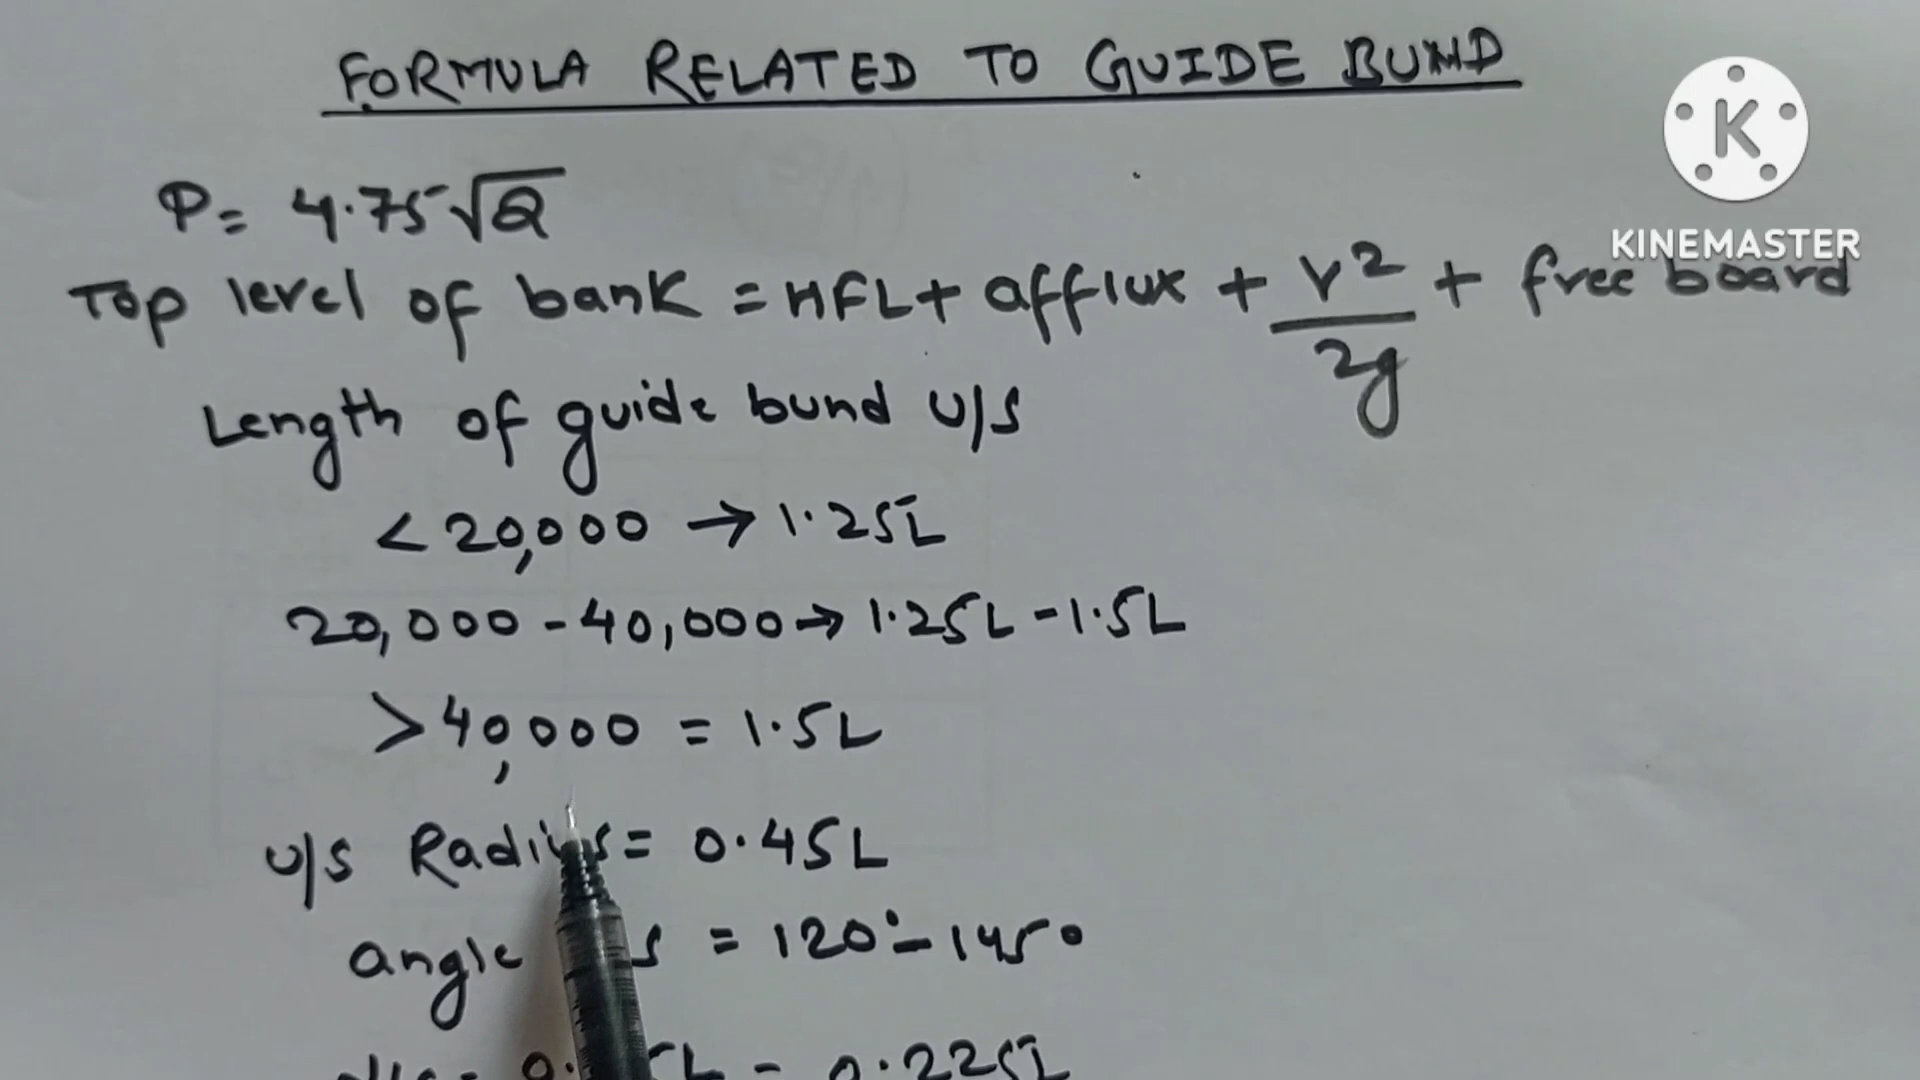 FORMULA RELATED TO GUIDE BUND
K
KINEMASTER
P = 4.75√Q
Top level of bank = HFL + afflux + V²/2g + free board
Length of guide bund U/S
< 20,000 → 1.25L
20,000 - 40,000 → 1.25L - 1.5L
> 40,000 = 1.5L
U/S Radius = 0.45L
angle = 120° - 145°
- 0.225L